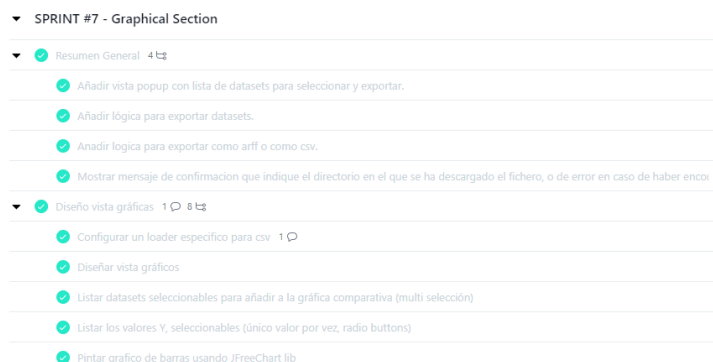 SPRINT #7 - Graphical Section
Resumen General 4
Añadir vista popup con lista de datasets para seleccionar y exportar.
Añadir lógica para exportar datasets.
Anadir logica para exportar como arff o como csv.
Mostrar mensaje de confirmacion que indique el directorio en el que se ha descargado el fichero, o de error en caso de haber
Diseño vista gráficas 1 8
Configurar un loader especifico para csv 1
Diseñar vista gráficos
Listar datasets seleccionables para añadir a la gráfica comparativa (multi selección)
Listar los valores Y, seleccionables (único valor por vez, radio buttons)
Pintar grafico de barras usando JFreeChart lib